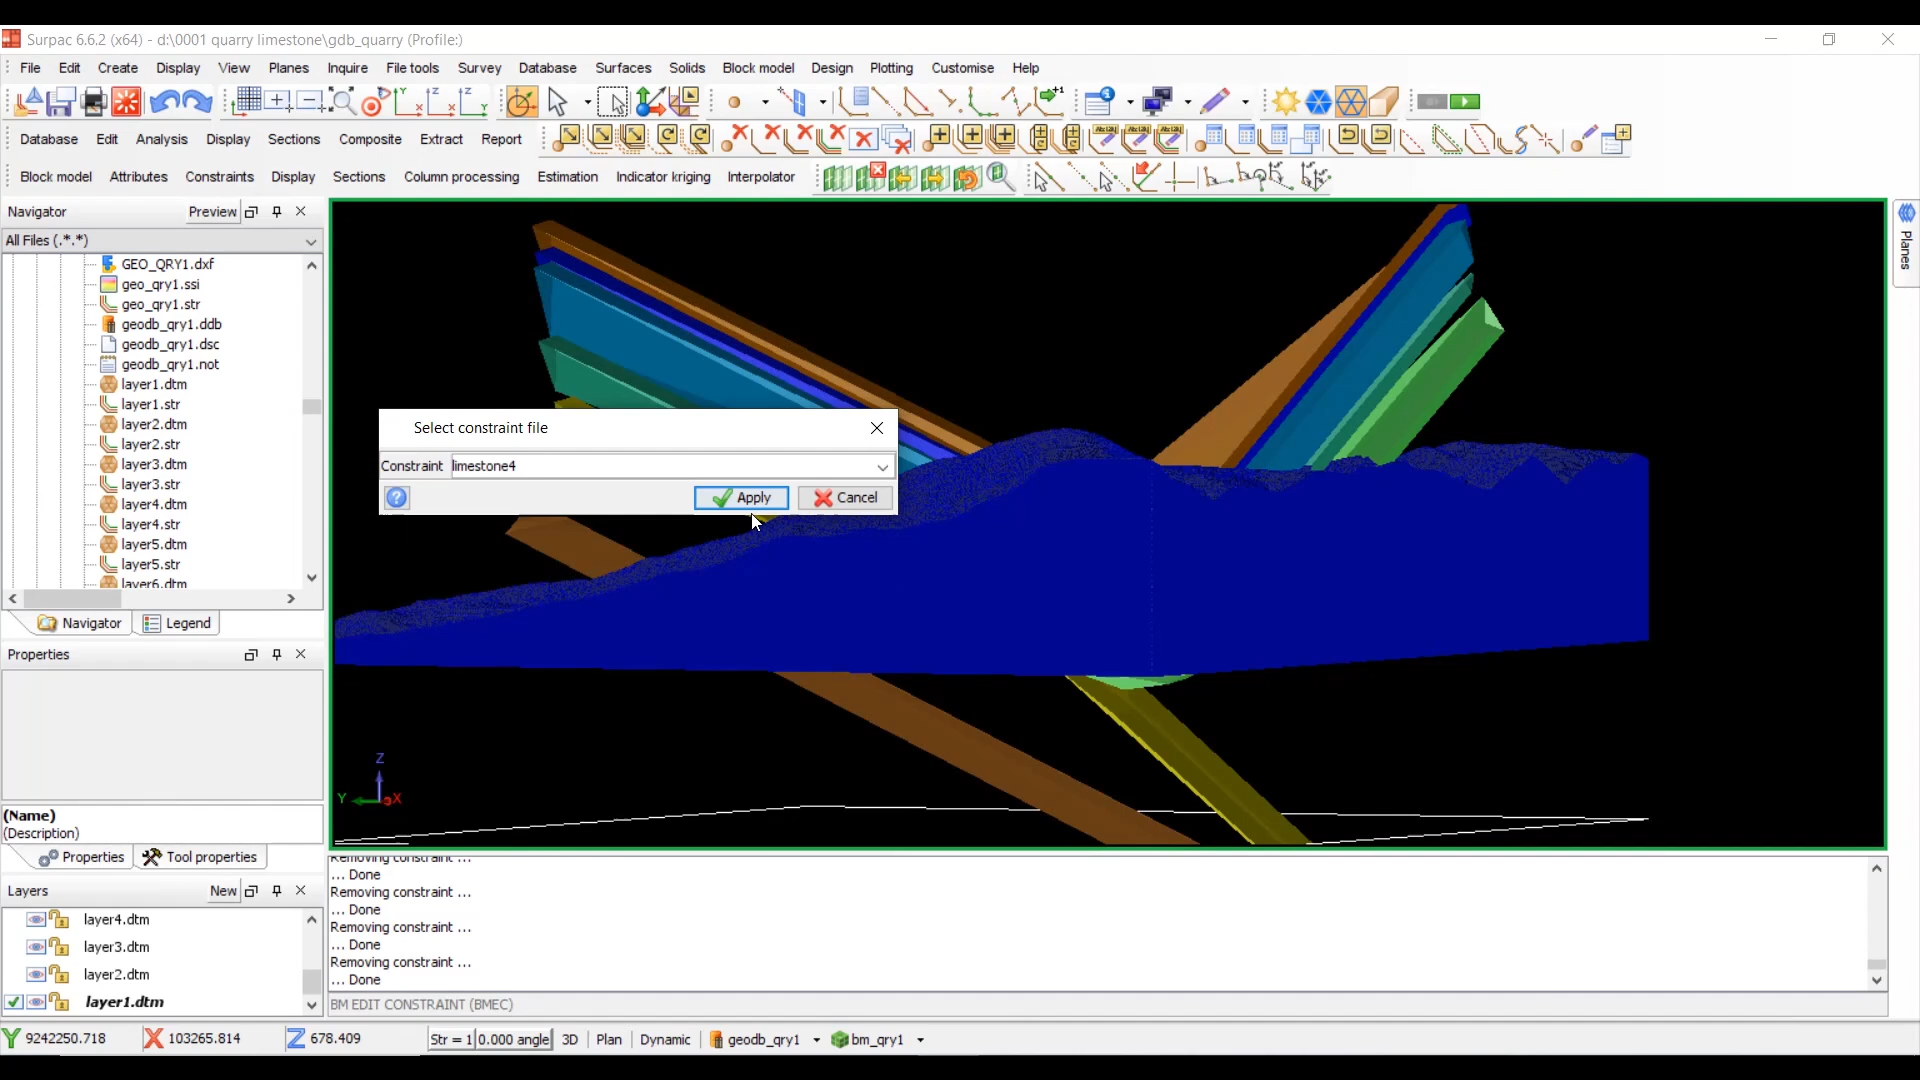 Surpac 6.6.2 (x64) - d:\0001 quarry limestone\gdb_quarry (Profile:)
File Edit Create Display View Planes Inquire File tools Survey Database Surfaces Solids Block model Design Plotting Customise Help
Database Edit Analysis Display Sections Composite Extract Report
Block model Attributes Constraints Display Sections Column processing Estimation Indicator kriging Interpolator
Navigator Preview
All Files (.*.*)
GEO_QRY1.dxf
geo_qry1.ssi
geo_qry1.str
geodb_qry1.ddb
geodb_qry1.dsc
geodb_qry1.not
layer1.dtm
layer1.str
layer2.dtm
layer2.str
layer3.dtm
layer3.str
layer4.dtm
layer4.str
layer5.dtm
layer5.str
layer6.dtm
Navigator Legend
Properties
(Name)
(Description)
Properties Tool properties
Layers New
layer4.dtm
layer3.dtm
layer2.dtm
layer1.dtm
Planes
Select constraint file
Constraint limestone4
Apply Cancel
Z
Y X
Removing constraint ...
... Done
Removing constraint ...
... Done
Removing constraint ...
... Done
Removing constraint ...
... Done
BM EDIT CONSTRAINT (BMEC)
Y 9242250.718 X 103265.814 Z 678.409 Str = 1 0.000 angle 3D Plan Dynamic geodb_qry1 bm_qry1